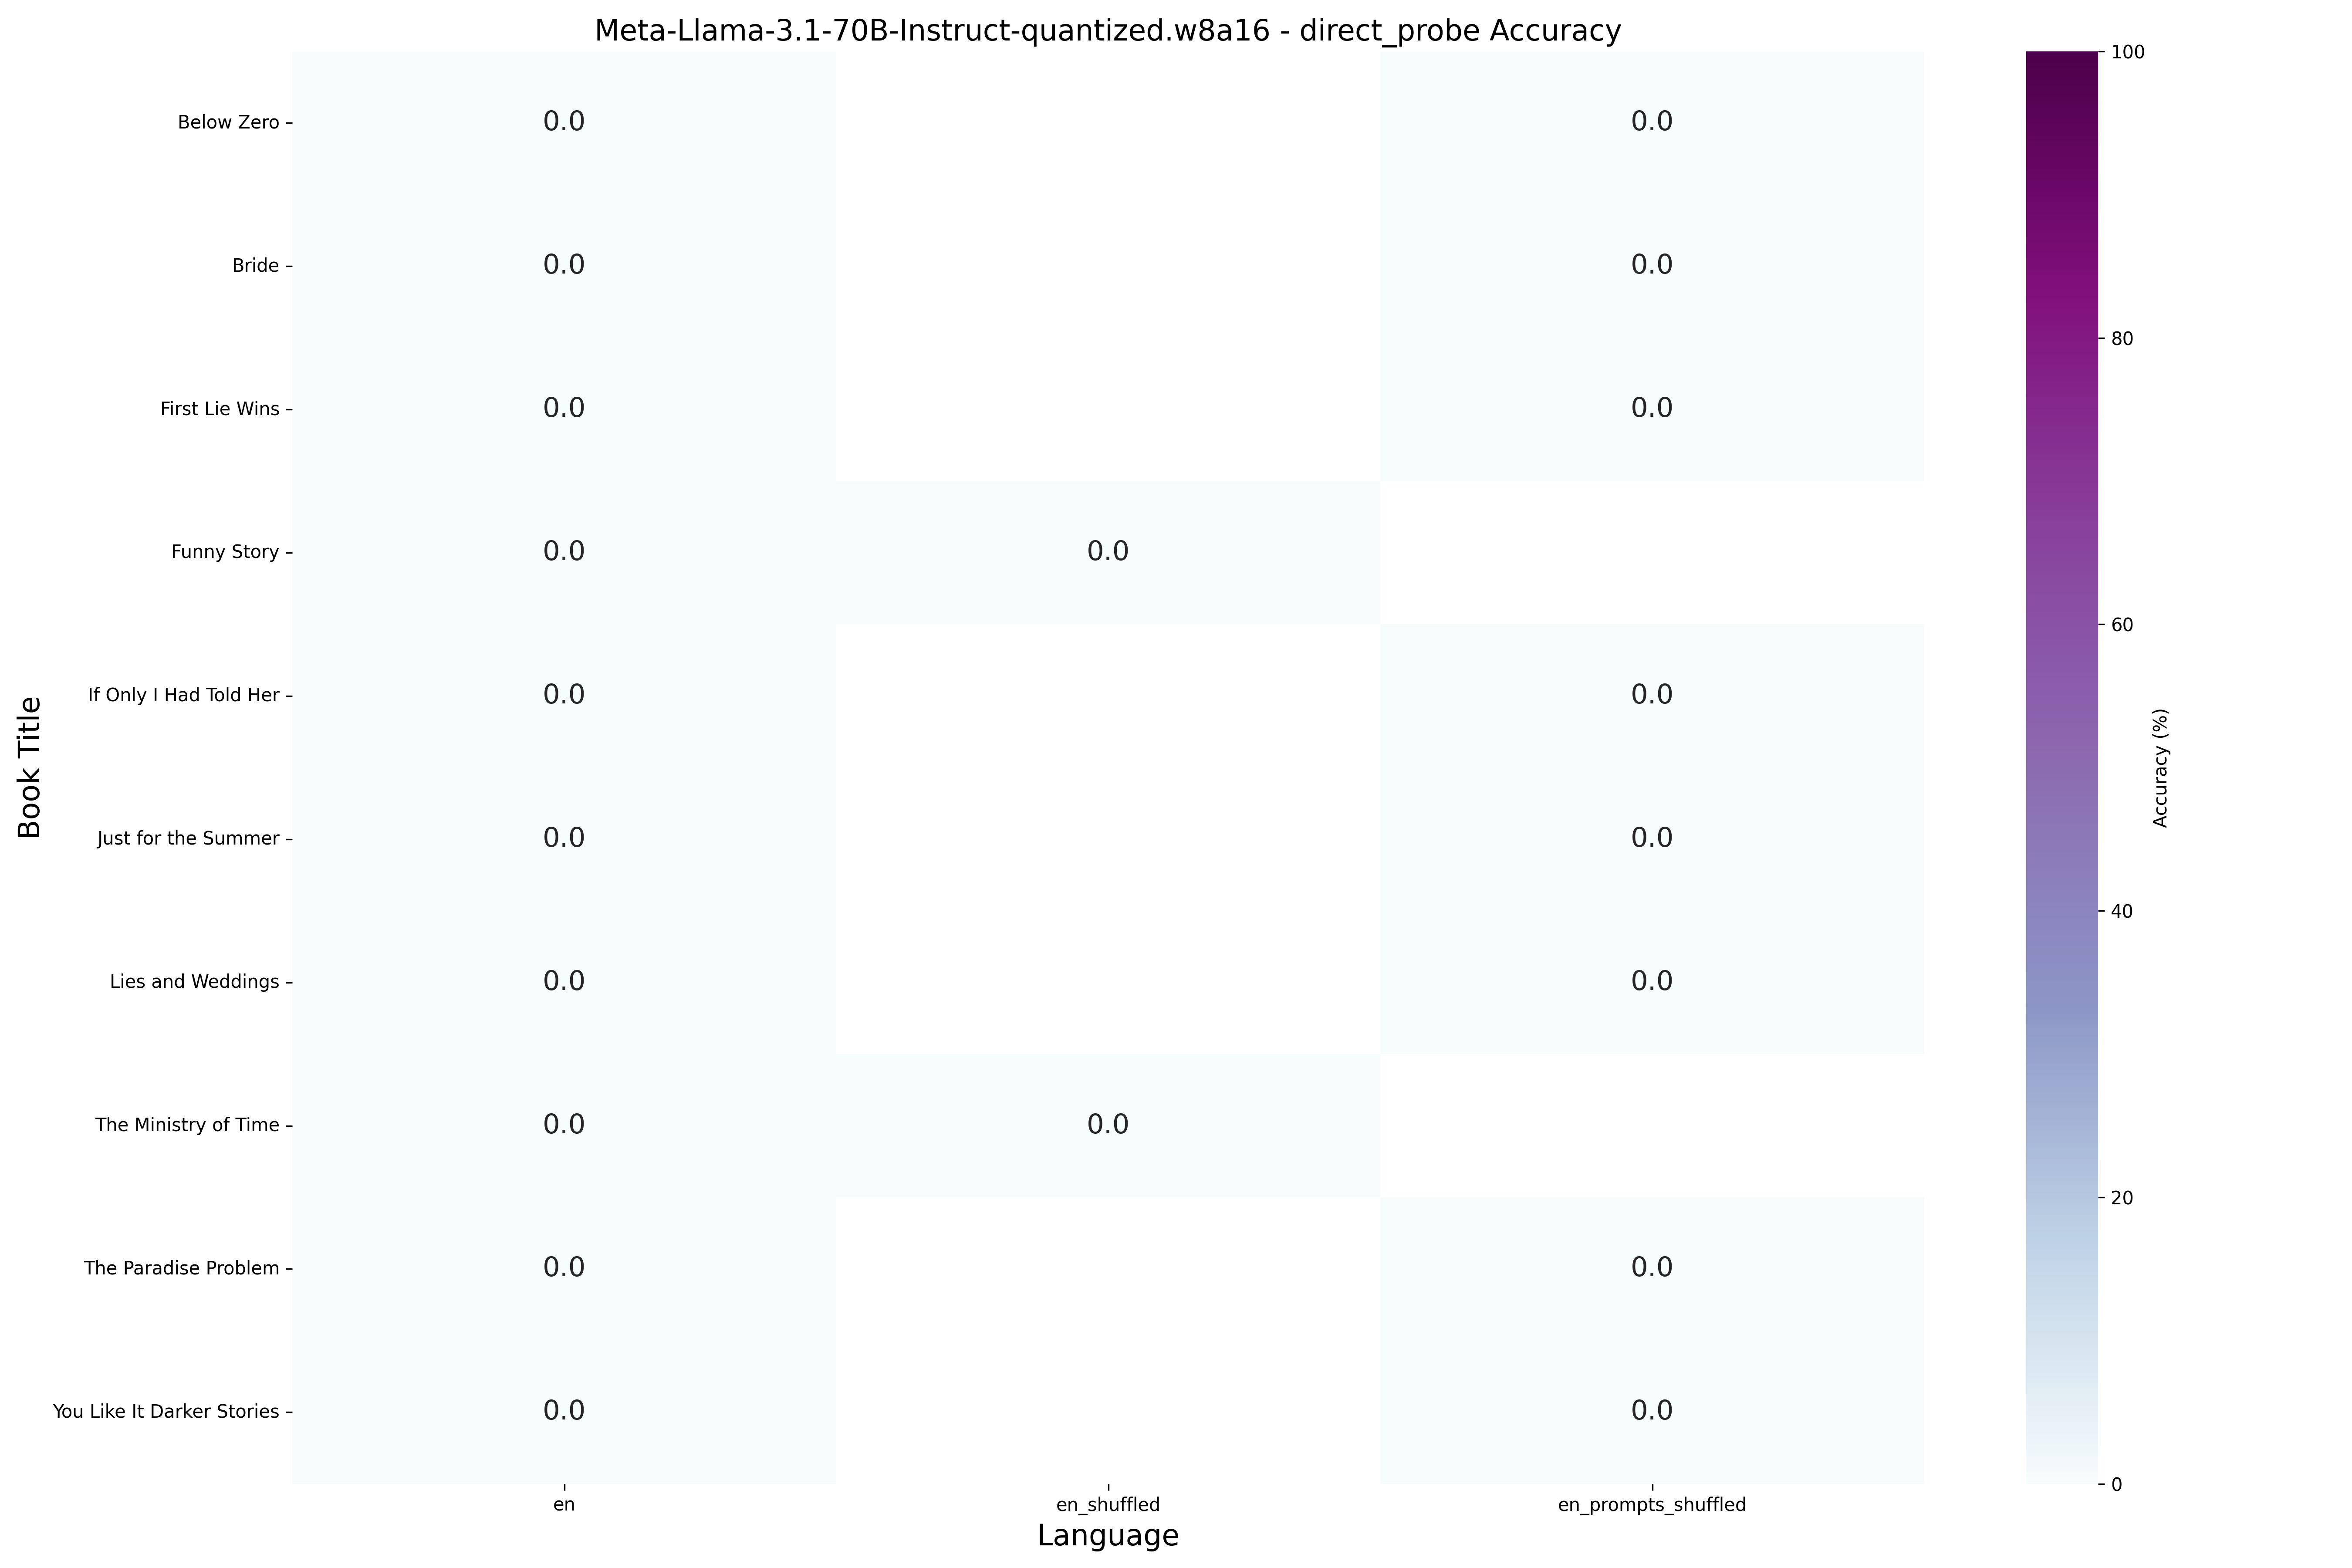 Meta-Llama-3.1-70B-Instruct-quantized.w8a16 - direct_probe Accuracy
Book Title
Below Zero 0.0 0.0
Bride 0.0 0.0
First Lie Wins 0.0 0.0
Funny Story 0.0 0.0
If Only I Had Told Her 0.0 0.0
Just for the Summer 0.0 0.0
Lies and Weddings 0.0 0.0
The Ministry of Time 0.0 0.0
The Paradise Problem 0.0 0.0
You Like It Darker Stories 0.0 0.0
en en_shuffled en_prompts_shuffled
Language
100
80
60
40
20
0
Accuracy (%)